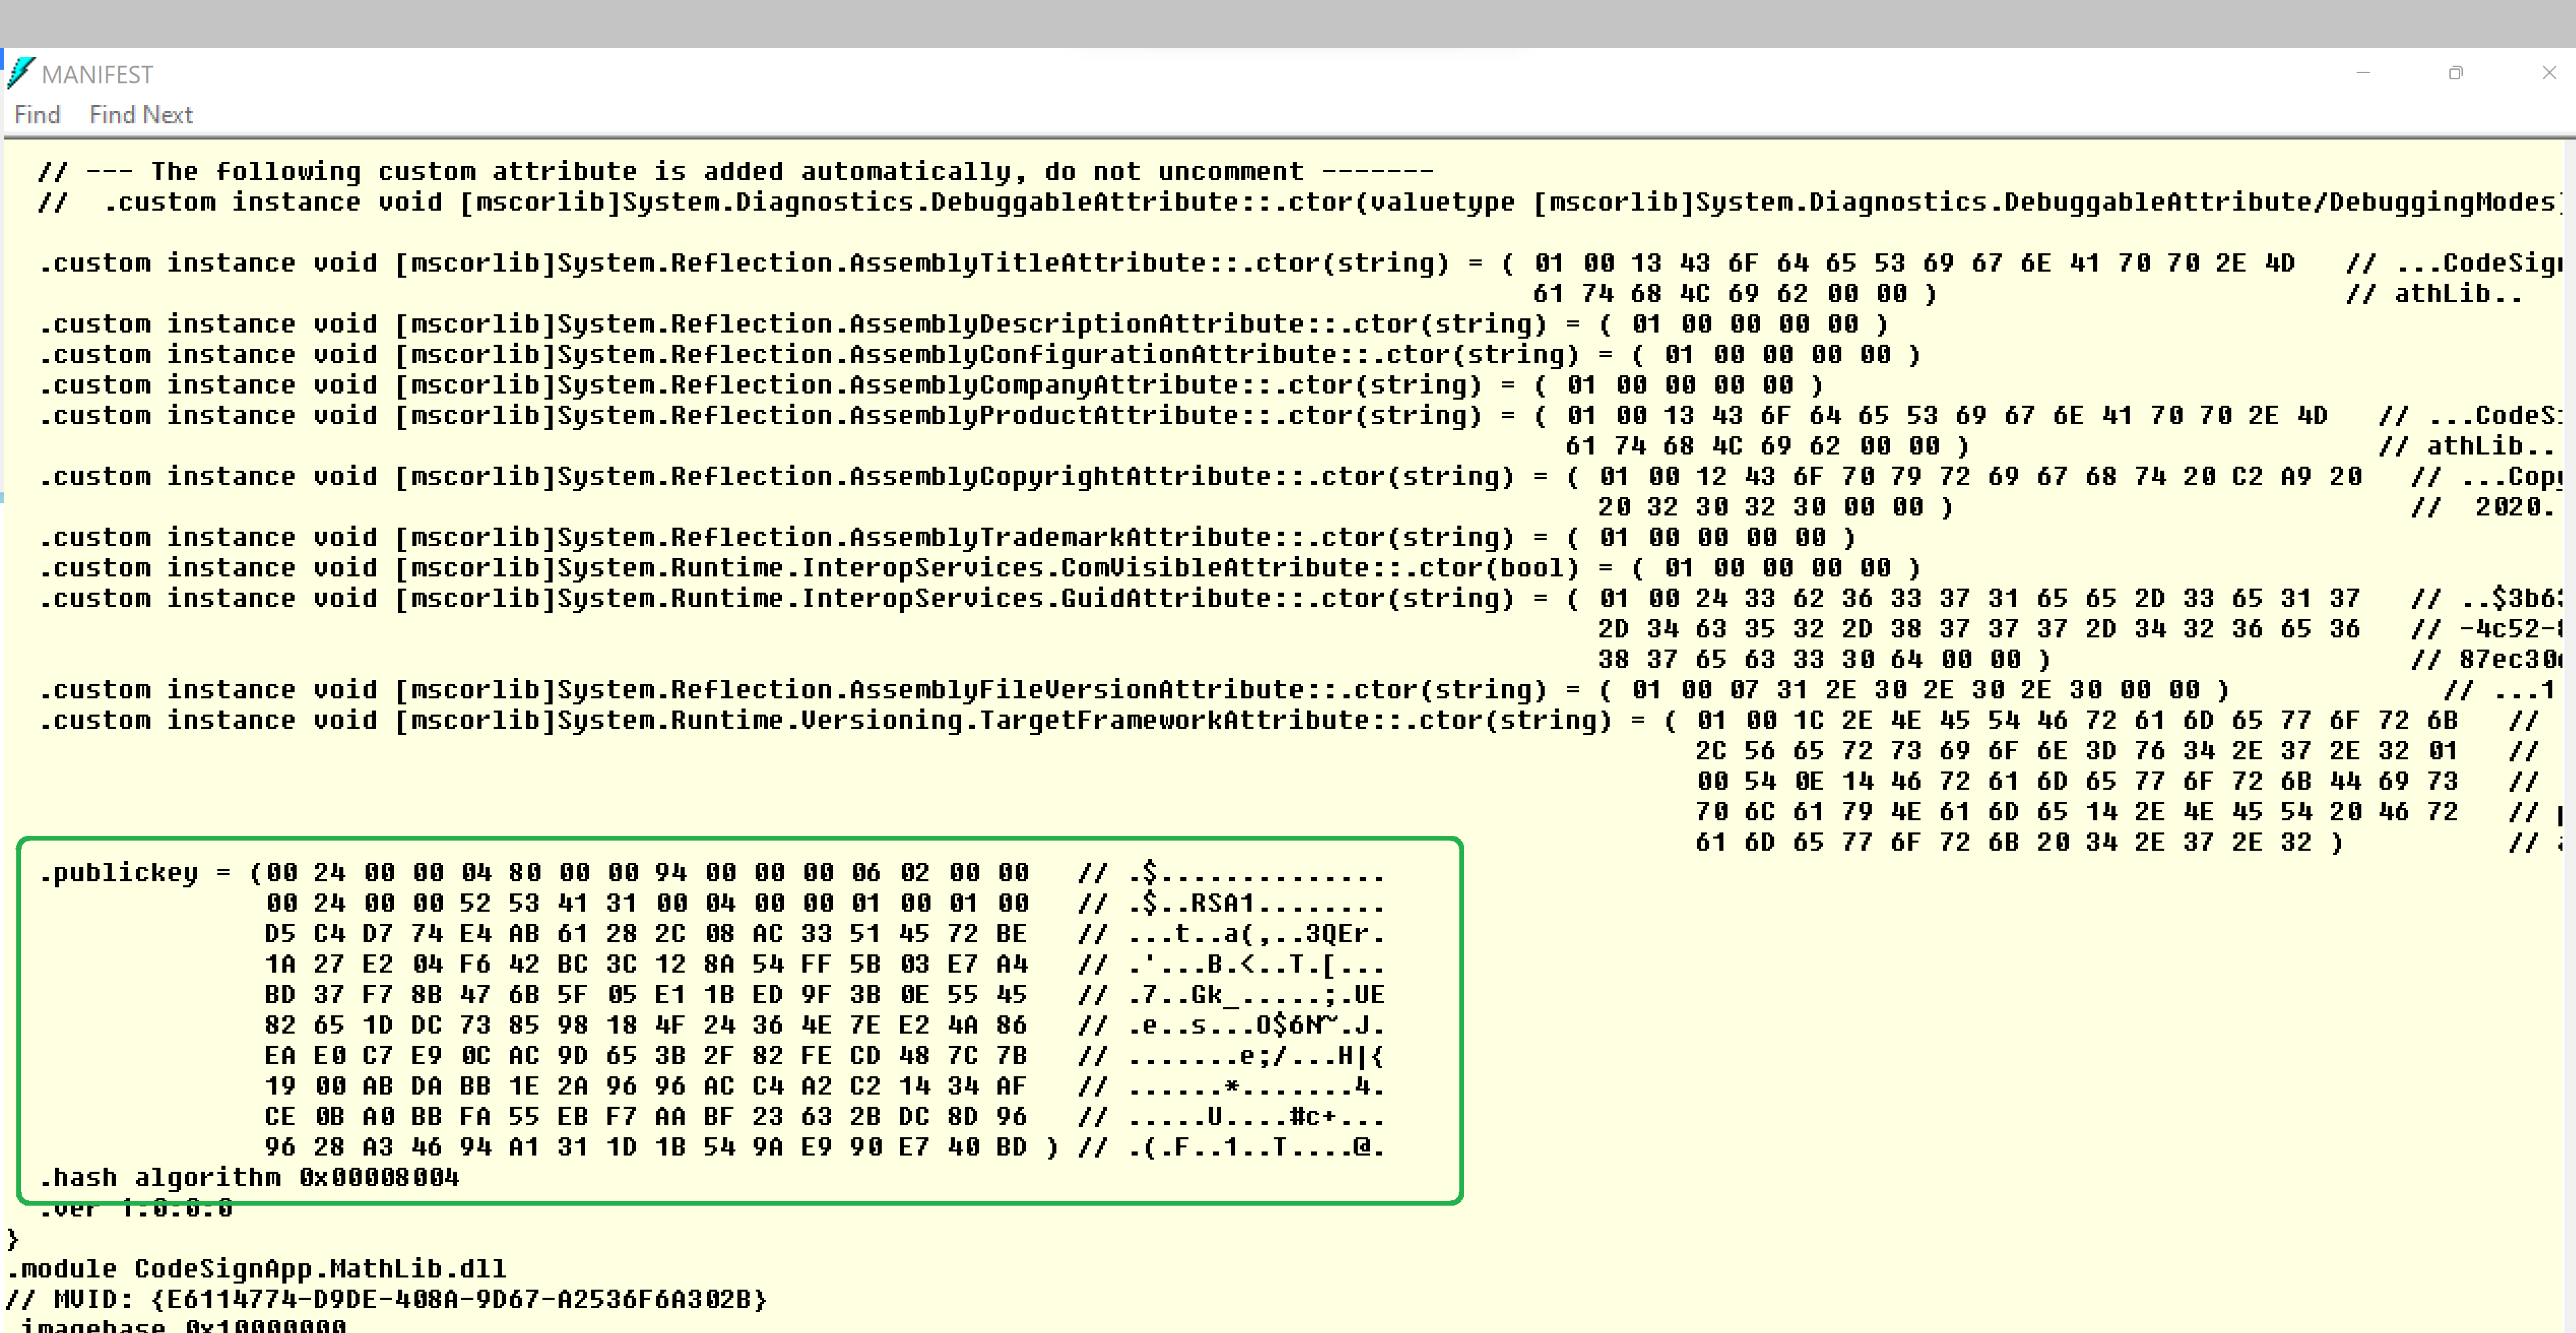 MANIFEST
Find Find Next
// --- The following custom attribute is added automatically, do not uncomment -------
//  .custom instance void [mscorlib]System.Diagnostics.DebuggableAttribute::.ctor(valuetype [mscorlib]System.Diagnostics.DebuggableAttribute/DebuggingModes
.custom instance void [mscorlib]System.Reflection.AssemblyTitleAttribute::.ctor(string) = ( 01 00 13 43 6F 64 65 53 69 67 6E 41 70 70 2E 4D   // ...CodeSig
61 74 68 4C 69 62 00 00 )                         // athLib..
.custom instance void [mscorlib]System.Reflection.AssemblyDescriptionAttribute::.ctor(string) = ( 01 00 00 00 00 )
.custom instance void [mscorlib]System.Reflection.AssemblyConfigurationAttribute::.ctor(string) = ( 01 00 00 00 00 )
.custom instance void [mscorlib]System.Reflection.AssemblyCompanyAttribute::.ctor(string) = ( 01 00 00 00 00 )
.custom instance void [mscorlib]System.Reflection.AssemblyProductAttribute::.ctor(string) = ( 01 00 13 43 6F 64 65 53 69 67 6E 41 70 70 2E 4D   // ...CodeS
61 74 68 4C 69 62 00 00 )                         // athLib..
.custom instance void [mscorlib]System.Reflection.AssemblyCopyrightAttribute::.ctor(string) = ( 01 00 12 43 6F 70 79 72 69 67 68 74 20 C2 A9 20   // ...Cop
20 32 30 32 30 00 00 )                            //  2020.
.custom instance void [mscorlib]System.Reflection.AssemblyTrademarkAttribute::.ctor(string) = ( 01 00 00 00 00 )
.custom instance void [mscorlib]System.Runtime.InteropServices.ComVisibleAttribute::.ctor(bool) = ( 01 00 00 00 00 )
.custom instance void [mscorlib]System.Runtime.InteropServices.GuidAttribute::.ctor(string) = ( 01 00 24 33 62 36 33 37 31 65 65 2D 33 65 31 37   // ..$3b6
2D 34 63 35 32 2D 38 37 37 37 2D 34 32 36 65 36   // -4c52-
38 37 65 63 33 30 64 00 00 )                      // 87ec30
.custom instance void [mscorlib]System.Reflection.AssemblyFileVersionAttribute::.ctor(string) = ( 01 00 07 31 2E 30 2E 30 2E 30 00 00 )             // ...1
.custom instance void [mscorlib]System.Runtime.Versioning.TargetFrameworkAttribute::.ctor(string) = ( 01 00 1C 2E 4E 45 54 46 72 61 6D 65 77 6F 72 6B   //
2C 56 65 72 73 69 6F 6E 3D 76 34 2E 37 2E 32 01   //
00 54 0E 14 46 72 61 6D 65 77 6F 72 6B 44 69 73   //
70 6C 61 79 4E 61 6D 65 14 2E 4E 45 54 20 46 72   //
61 6D 65 77 6F 72 6B 20 34 2E 37 2E 32 )          //
.publickey = (00 24 00 00 04 80 00 00 94 00 00 00 06 02 00 00   // .$..............
00 24 00 00 52 53 41 31 00 04 00 00 01 00 01 00   // .$..RSA1........
D5 C4 D7 74 E4 AB 61 28 2C 08 AC 33 51 45 72 BE   // ...t..a(,..3QEr.
1A 27 E2 04 F6 42 BC 3C 12 8A 54 FF 5B 03 E7 A4   // .'...B.<..T.[...
BD 37 F7 8B 47 6B 5F 05 E1 1B ED 9F 3B 0E 55 45   // .7..Gk_.....;.UE
82 65 1D DC 73 85 98 18 4F 24 36 4E 7E E2 4A 86   // .e..s...O$6N~.J.
EA E0 C7 E9 0C AC 9D 65 3B 2F 82 FE CD 48 7C 7B   // .......e;/...H|{
19 00 AB DA BB 1E 2A 96 96 AC C4 A2 C2 14 34 AF   // ......*.......4.
CE 0B A0 BB FA 55 EB F7 AA BF 23 63 2B DC 8D 96   // .....U....#c+...
96 28 A3 46 94 A1 31 1D 1B 54 9A E9 90 E7 40 BD ) // .(.F..1..T....@.
.hash algorithm 0x00008004
.ver 1:0:0:0
}
.module CodeSignApp.MathLib.dll
// MVID: {E6114774-D9DE-408A-9D67-A2536F6A302B}
imagebase 0x10000000